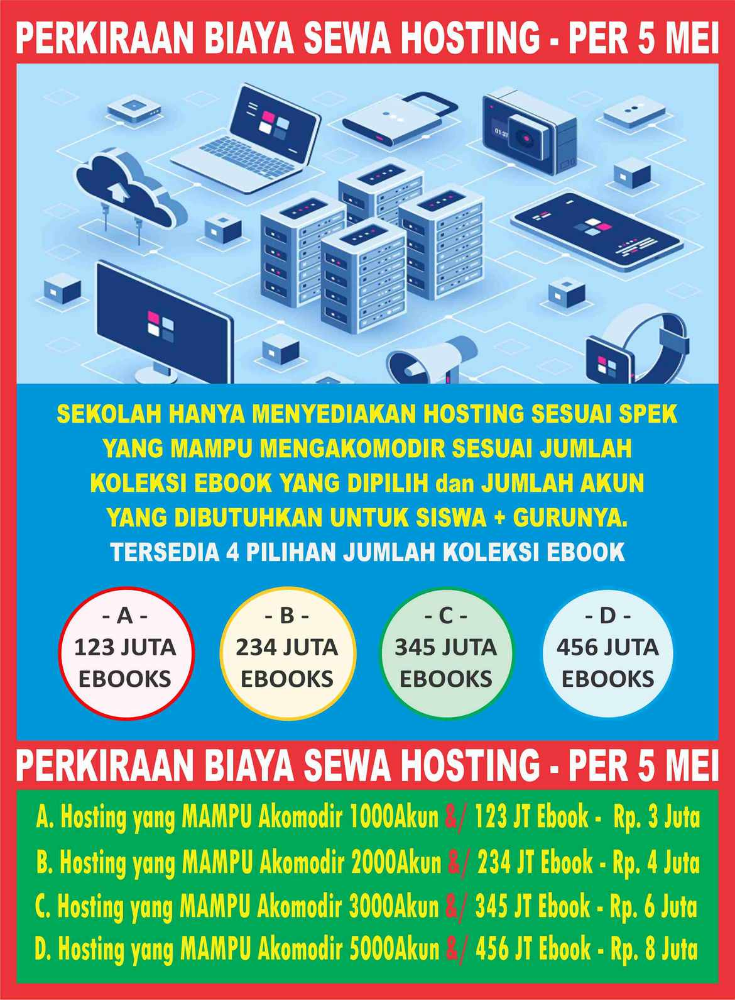 PERKIRAAN BIAYA SEWA HOSTING - PER 5 MEI
01:37
SEKOLAH HANYA MENYEDIAKAN HOSTING SESUAI SPEK
YANG MAMPU MENGAKOMODIR SESUAI JUMLAH
KOLEKSI EBOOK YANG DIPILIH dan JUMLAH AKUN
YANG DIBUTUHKAN UNTUK SISWA + GURUNYA.
TERSEDIA 4 PILIHAN JUMLAH KOLEKSI EBOOK
- A -
123 JUTA
EBOOKS
- B -
234 JUTA
EBOOKS
- C -
345 JUTA
EBOOKS
- D -
456 JUTA
EBOOKS
PERKIRAAN BIAYA SEWA HOSTING - PER 5 MEI
A. Hosting yang MAMPU Akomodir 1000Akun &/ 123 JT Ebook - Rp. 3 Juta
B. Hosting yang MAMPU Akomodir 2000Akun &/ 234 JT Ebook - Rp. 4 Juta
C. Hosting yang MAMPU Akomodir 3000Akun &/ 345 JT Ebook - Rp. 6 Juta
D. Hosting yang MAMPU Akomodir 5000Akun &/ 456 JT Ebook - Rp. 8 Juta